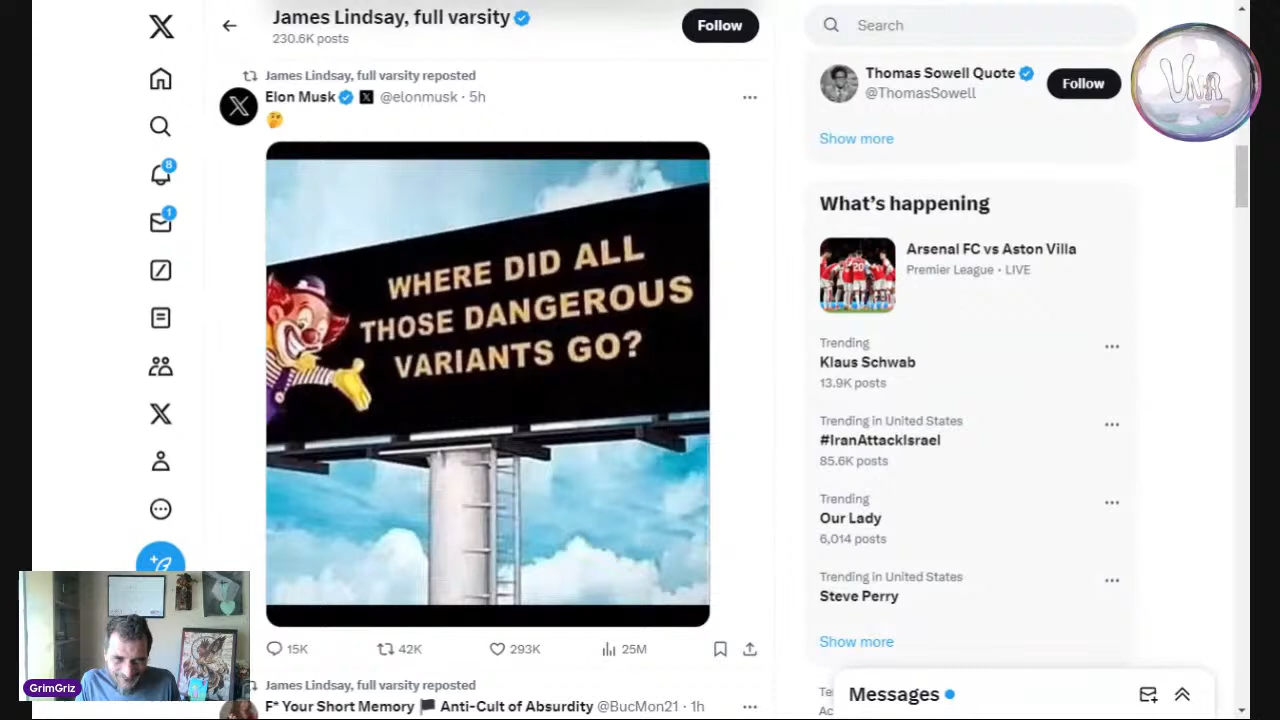 James Lindsay, full varsity
230.6K posts
Follow
James Lindsay, full varsity reposted
Elon Musk @elonmusk · 5h
WHERE DID ALL
THOSE DANGEROUS
VARIANTS GO?
15K
42K
293K
25M
James Lindsay, full varsity reposted
F* Your Short Memory Anti-Cult of Absurdity @BucMon21 · 1h
8
1
GrimGriz
Search
Thomas Sowell Quote
@ThomasSowell
Follow
Show more
What's happening
Arsenal FC vs Aston Villa
Premier League · LIVE
Trending
Klaus Schwab
13.9K posts
Trending in United States
#IranAttackIsrael
85.6K posts
Trending
Our Lady
6,014 posts
Trending in United States
Steve Perry
Show more
Messages